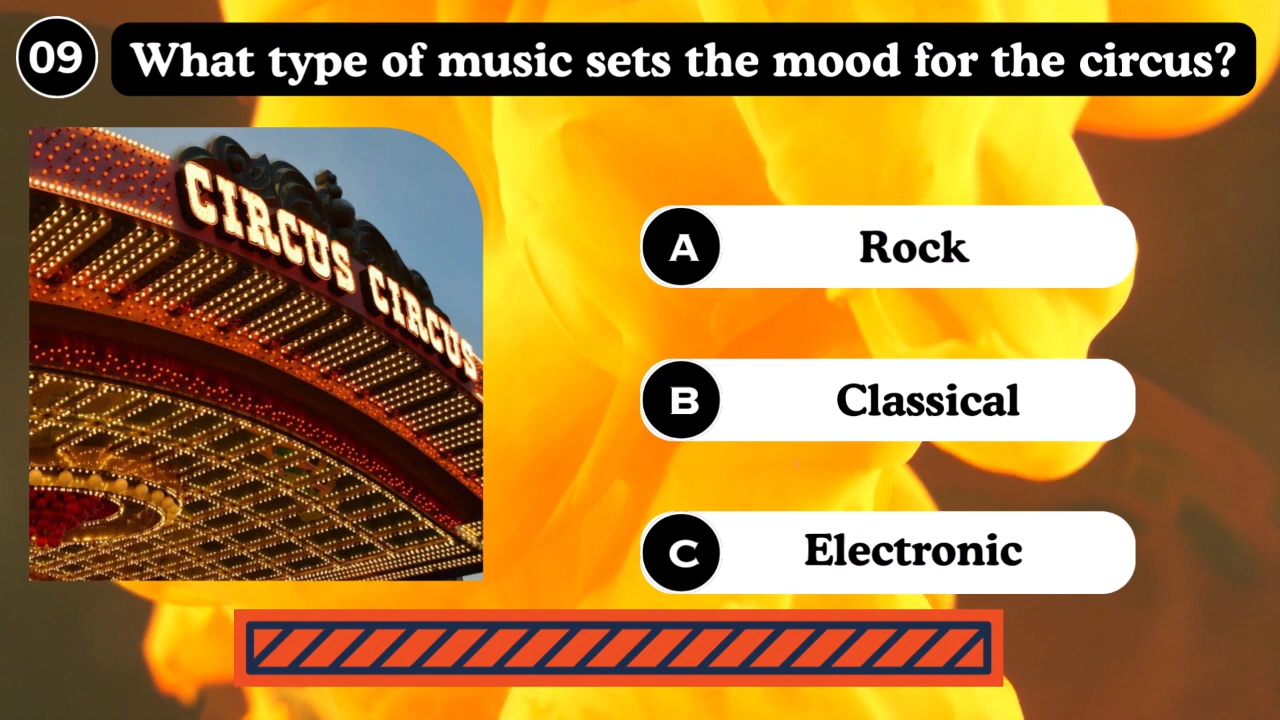 09
What type of music sets the mood for the circus?
CIRCUS CIRCUS
A Rock
B Classical
C Electronic